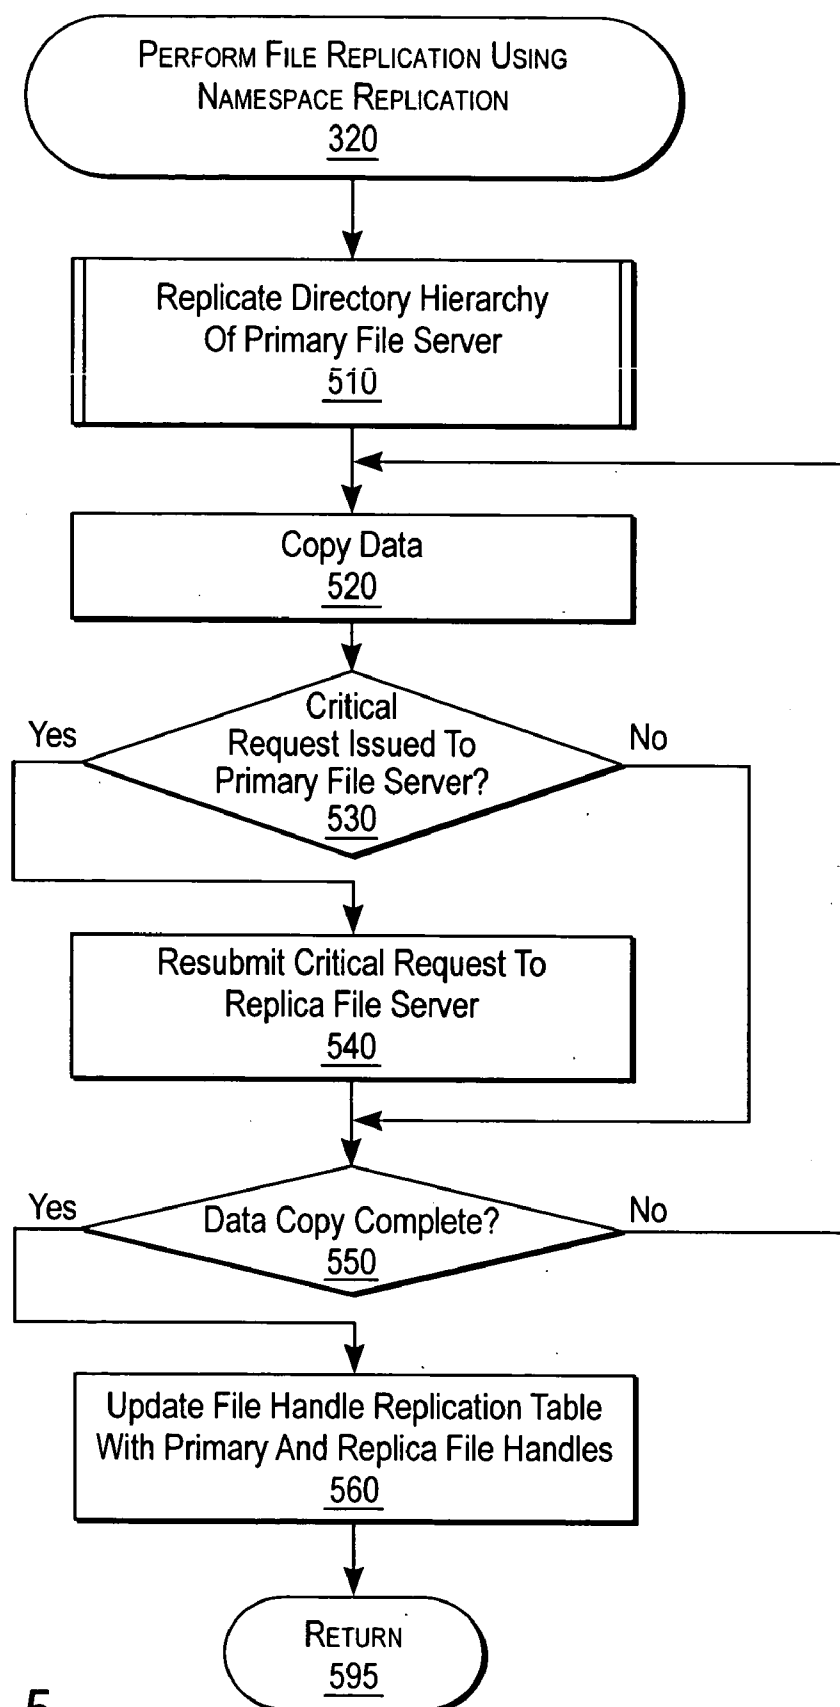 PERFORM FILE REPLICATION USING
NAMESPACE REPLICATION
320
Replicate Directory Hierarchy
Of Primary File Server
510
Copy Data
520
Critical
Request Issued To
Primary File Server?
530
Yes
No
Resubmit Critical Request To
Replica File Server
540
Data Copy Complete?
550
Yes
No
Update File Handle Replication Table
With Primary And Replica File Handles
560
RETURN
595
5